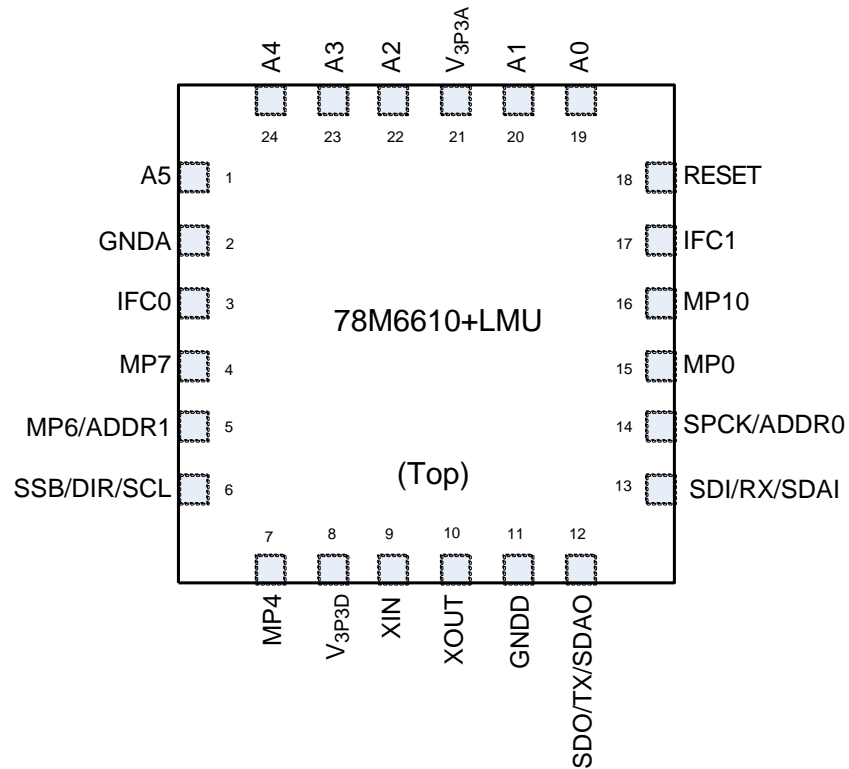 A4 A3 A2 V3P3A A1 A0
24 23 22 21 20 19
A5 1 18 RESET
GNDA 2 17 IFC1
IFC0 3 16 MP10
78M6610+LMU
MP7 4 15 MP0
MP6/ADDR1 5 14 SPCK/ADDR0
(Top)
SSB/DIR/SCL 6 13 SDI/RX/SDAI
7 8 9 10 11 12
MP4 V3P3D XIN XOUT GNDD SDO/TX/SDAO